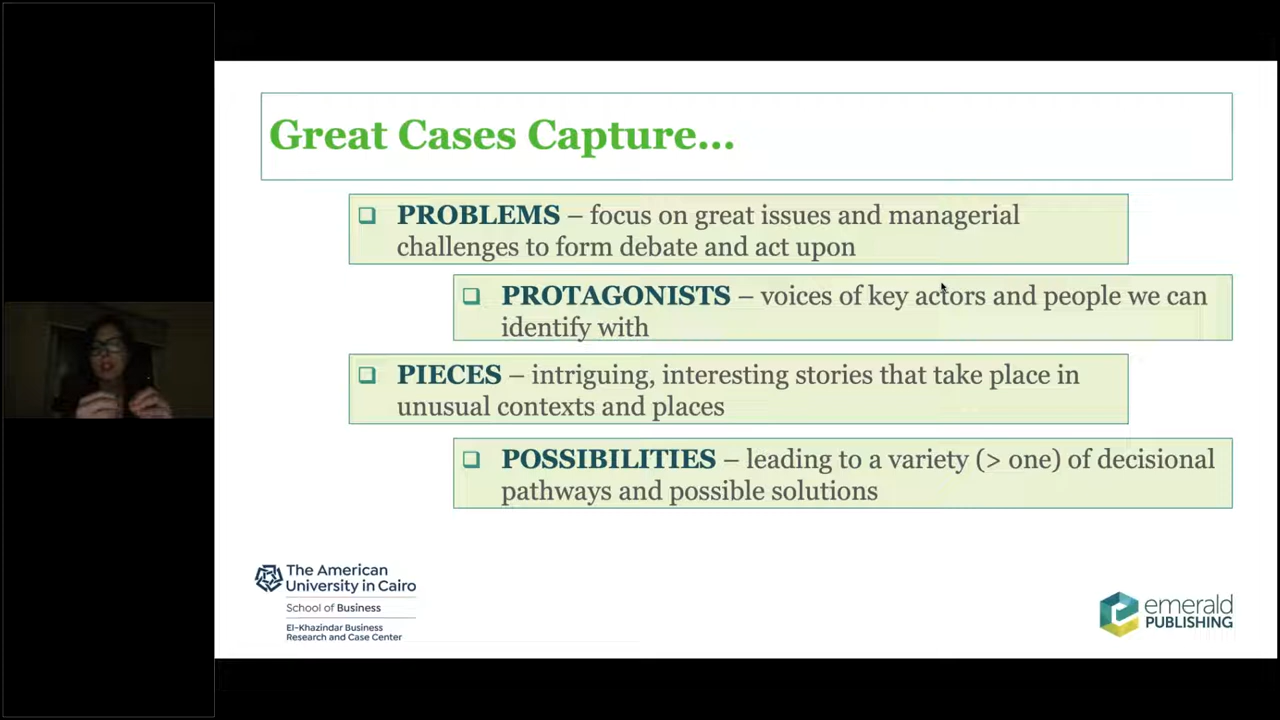 Great Cases Capture...
PROBLEMS – focus on great issues and managerial
challenges to form debate and act upon
PROTAGONISTS – voices of key actors and people we can
identify with
PIECES – intriguing, interesting stories that take place in
unusual contexts and places
POSSIBILITIES – leading to a variety (> one) of decisional
pathways and possible solutions
The American
University in Cairo
School of Business
El-Khazindar Business
Research and Case Center
emerald
PUBLISHING